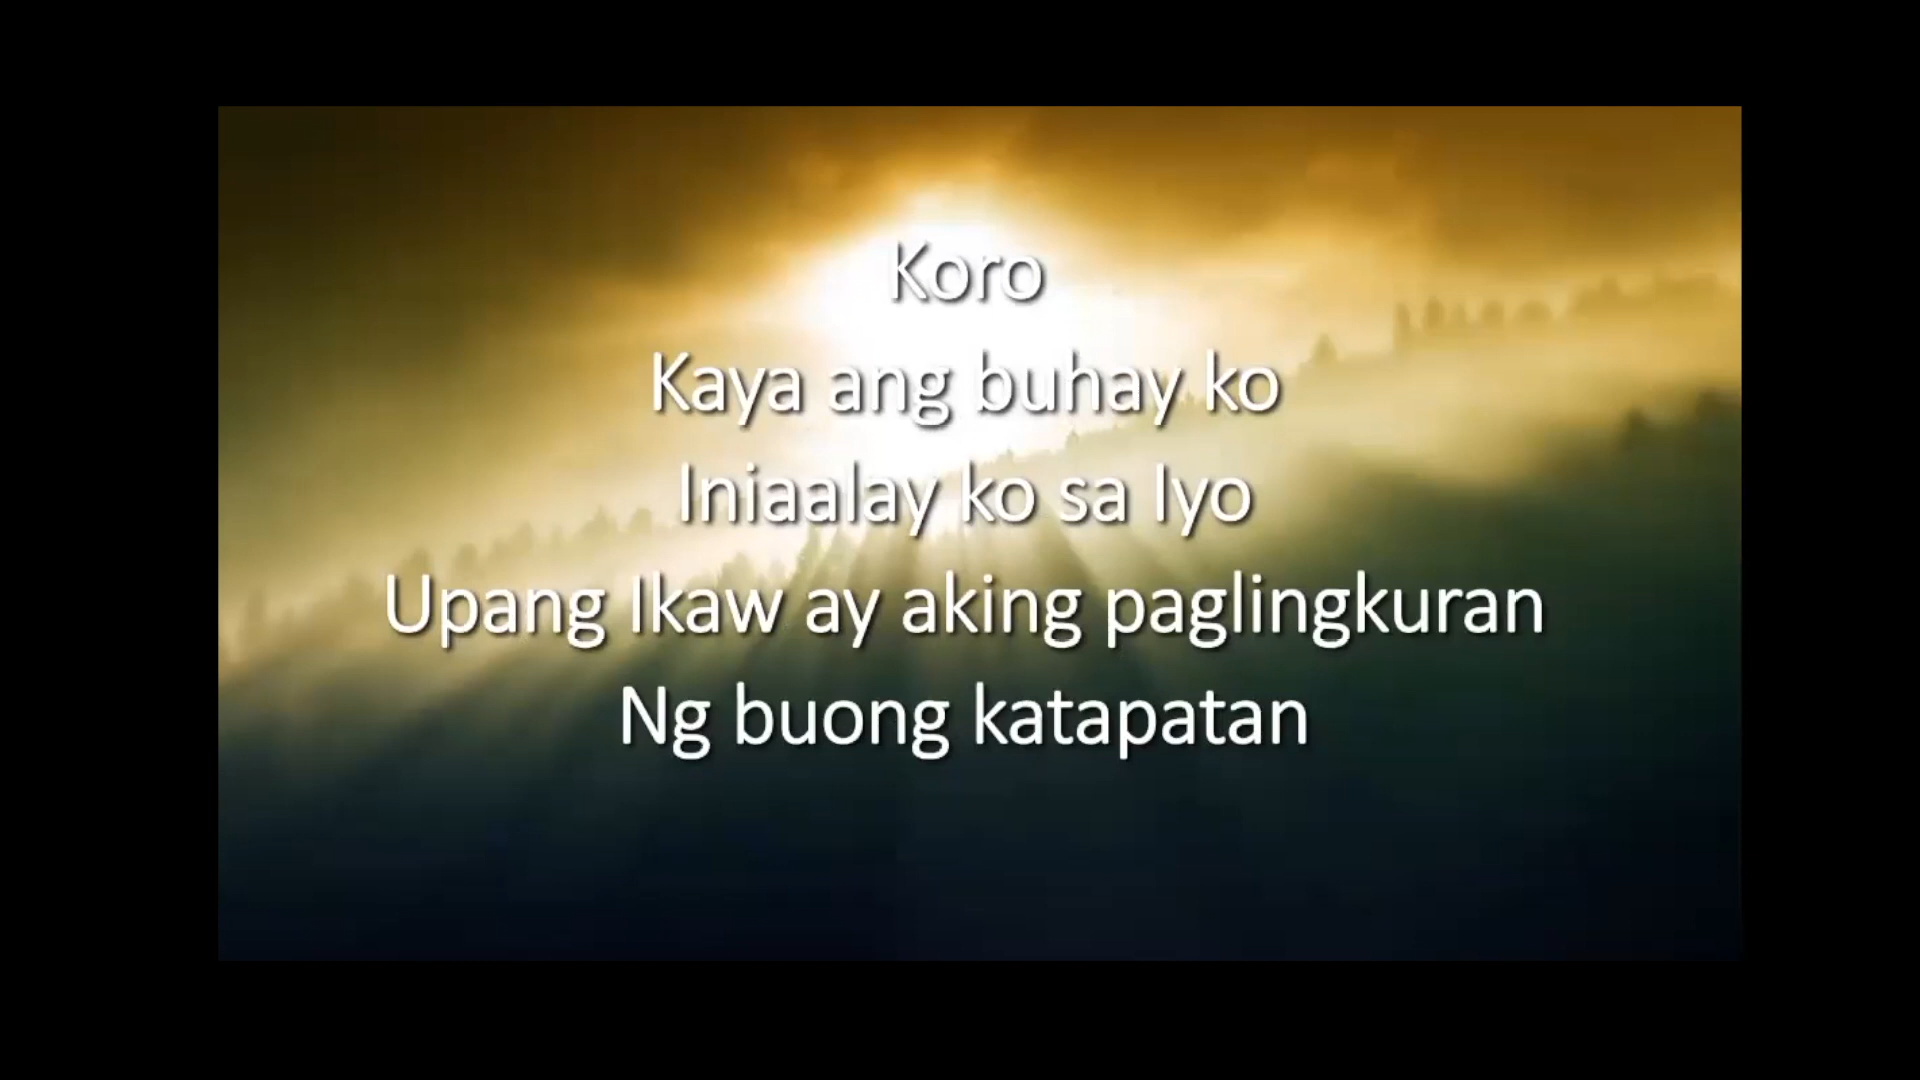 Koro
Kaya ang buhay ko
Iniaalay ko sa Iyo
Upang Ikaw ay aking paglingkuran
Ng buong katapatan